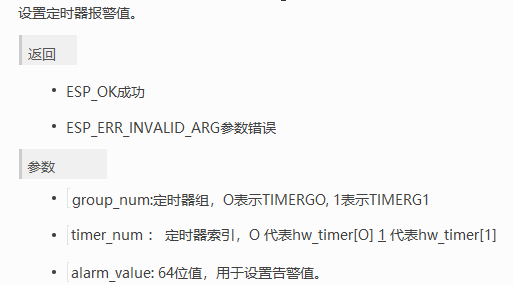 设置定时器报警值。
返回
• ESP_OK成功
• ESP_ERR_INVALID_ARG参数错误
参数
• group_num:定时器组，O表示TIMERGO, 1表示TIMERG1
• timer_num ： 定时器索引，O 代表hw_timer[O] 1 代表hw_timer[1]
• alarm_value: 64位值，用于设置告警值。